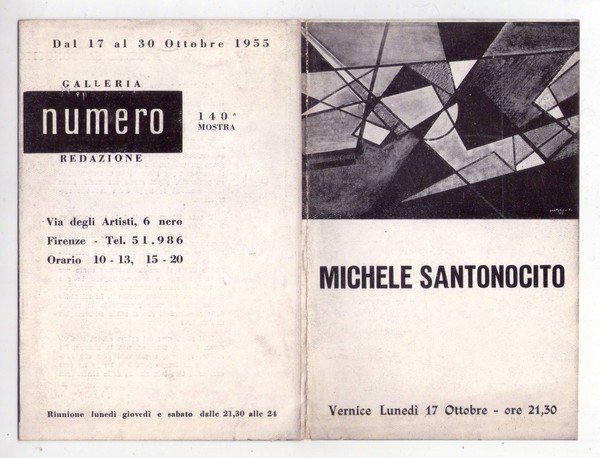 Dal 17 al 30 Ottobre 1955
GALLERIA
numero
REDAZIONE
140ª
MOSTRA
Via degli Artisti, 6 nero
Firenze - Tel. 51.986
Orario 10 - 13, 15 - 20
Riunione lunedì giovedì e sabato dalle 21,30 alle 24
MICHELE SANTONOCITO
Vernice Lunedì 17 Ottobre - ore 21,30